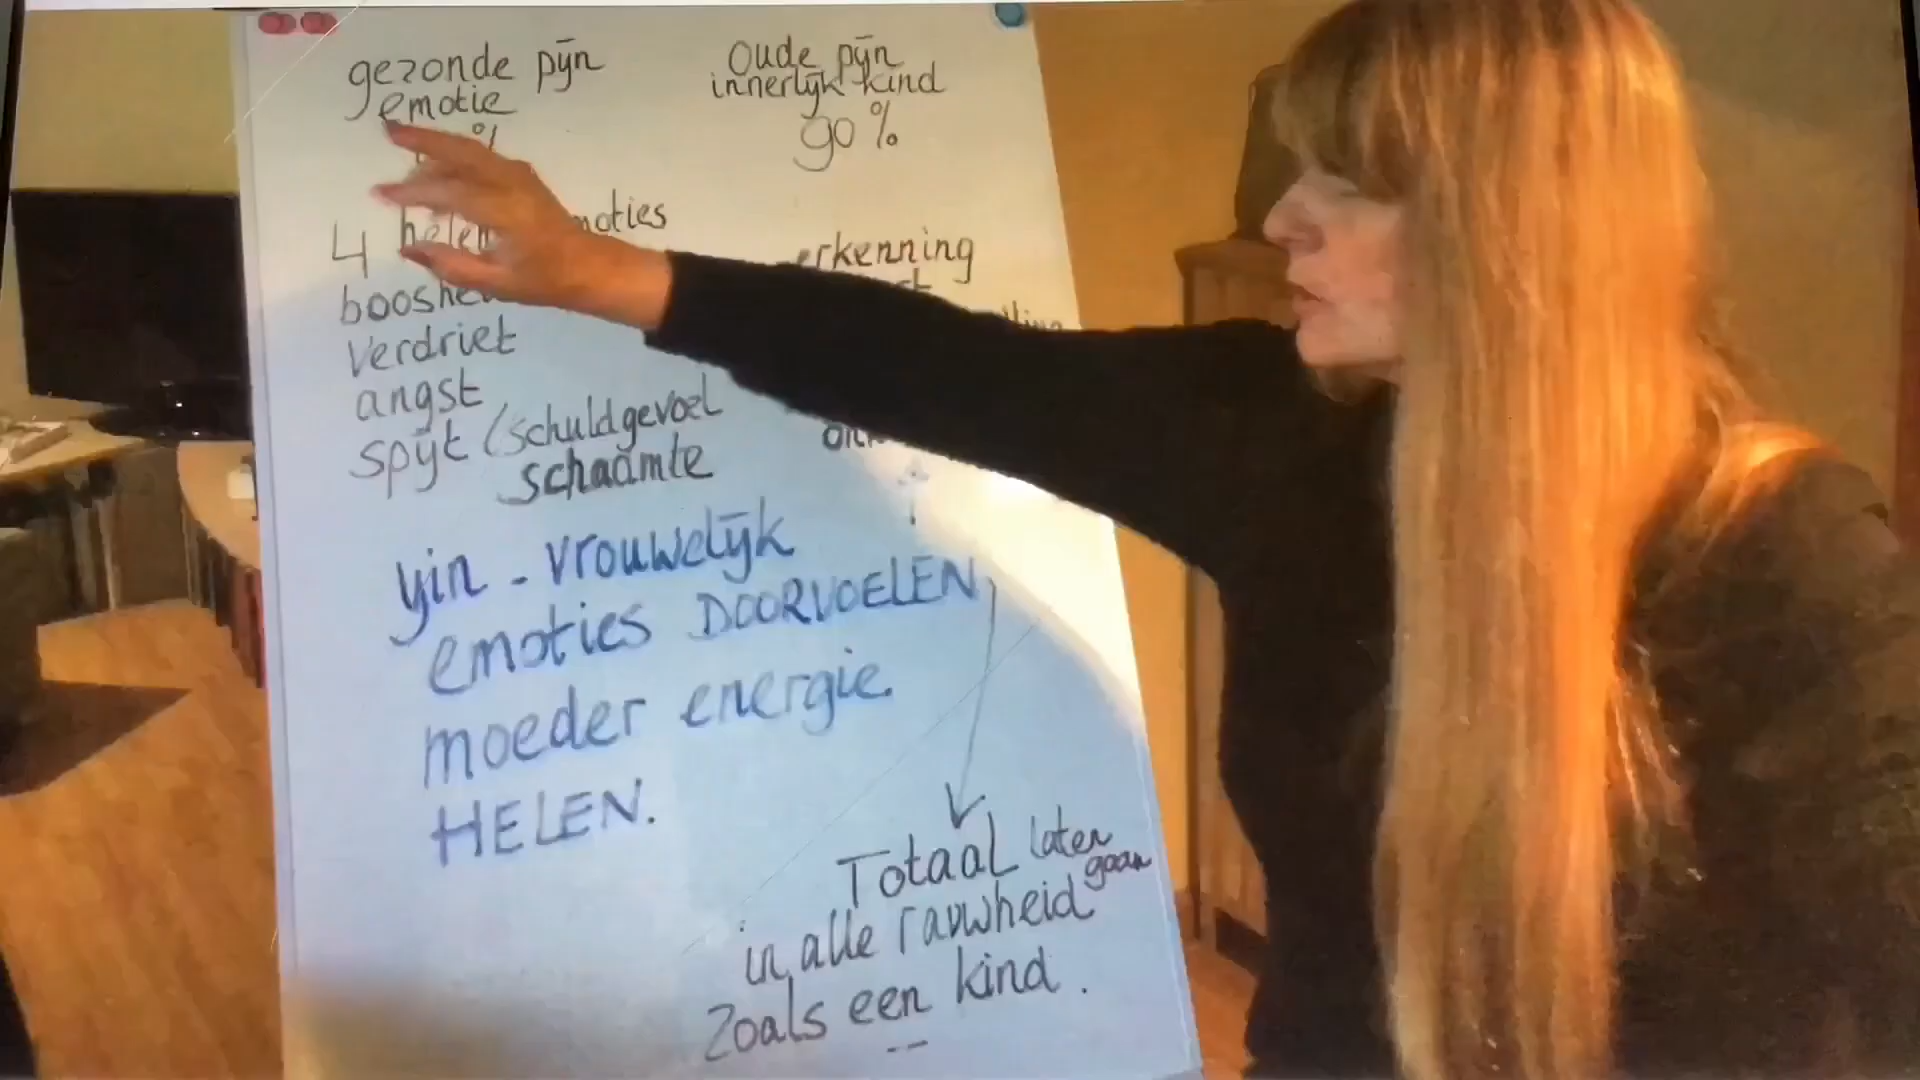 gezonde pijn
emotie
%
Oude pijn
innerlijk kind
90 %
4
verdriet
angst
spijt (schuldgevoel
schaamte
yin - vrouwelijk
emoties DOORVOELEN
moeder energie
HELEN.
Totaal laten gaan
in alle rauwheid
zoals een kind.